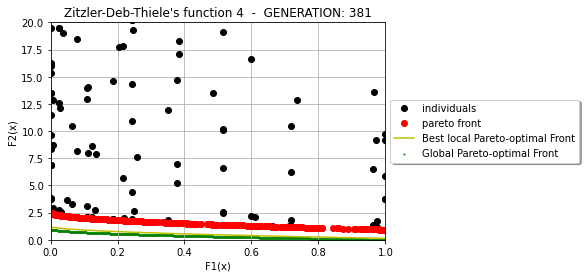 Zitzler-Deb-Thiele's function 4  -  GENERATION: 381
20.0
17.5
15.0
12.5
10.0
7.5
5.0
2.5
0.0
F2(x)
0.0 0.2 0.4 0.6 0.8 1.0
F1(x)
individuals
pareto front
Best local Pareto-optimal Front
Global Pareto-optimal Front